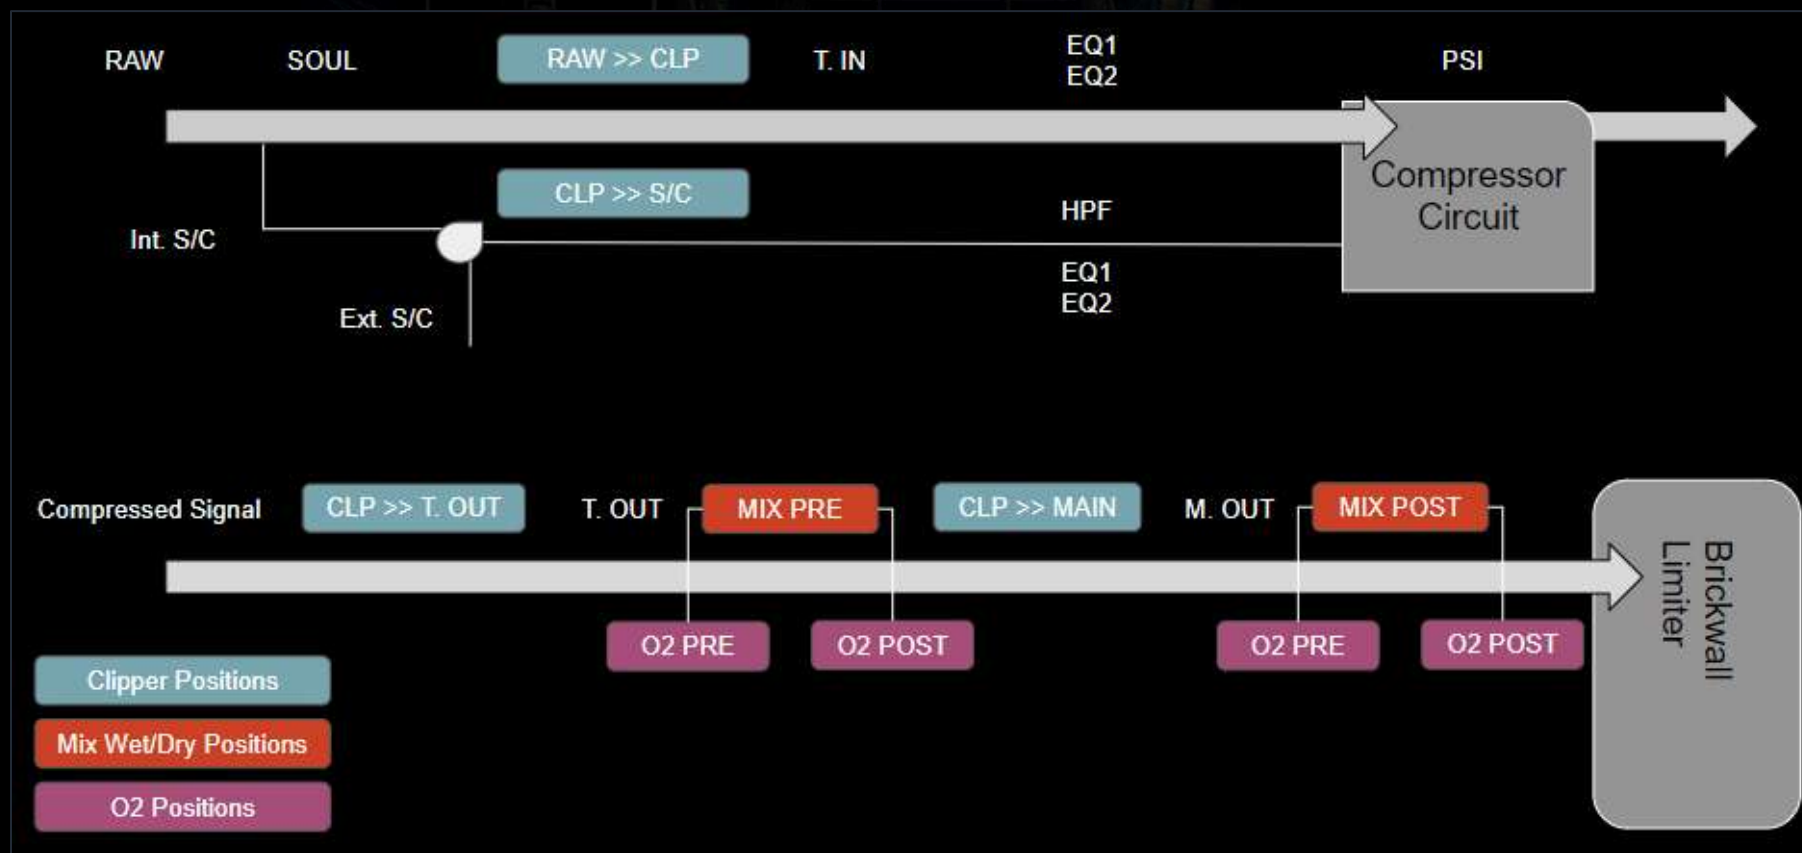 RAW
SOUL
RAW >> CLP
T. IN
EQ1
EQ2
PSI
Compressor
Circuit
CLP >> S/C
HPF
Int. S/C
EQ1
EQ2
Ext. S/C
Compressed Signal
CLP >> T. OUT
T. OUT
MIX PRE
CLP >> MAIN
M. OUT
MIX POST
Brickwall
Limiter
O2 PRE
O2 POST
O2 PRE
O2 POST
Clipper Positions
Mix Wet/Dry Positions
O2 Positions